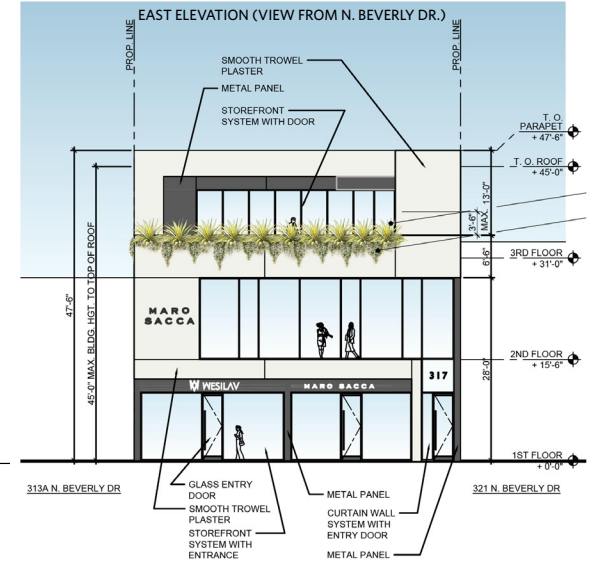 EAST ELEVATION (VIEW FROM N. BEVERLY DR.)
PROP. LINE
PROP. LINE
SMOOTH TROWEL
PLASTER
METAL PANEL
STOREFRONT
SYSTEM WITH DOOR
T. O.
PARAPET
+ 47'-6"
T. O. ROOF
+ 45'-0"
MAX. 13'-0"
3'-6"
6'-6"
3RD FLOOR
+ 31'-0"
47'-6"
45'-0" MAX. BLDG. HGT. TO TOP OF ROOF
MARO
SACCA
2ND FLOOR
+ 15'-6"
28'-0"
317
WESILAV
MARO SACCA
1ST FLOOR
+ 0'-0"
313A N. BEVERLY DR
321 N. BEVERLY DR
GLASS ENTRY
DOOR
SMOOTH TROWEL
PLASTER
STOREFRONT
SYSTEM WITH
ENTRANCE
METAL PANEL
CURTAIN WALL
SYSTEM WITH
ENTRY DOOR
METAL PANEL